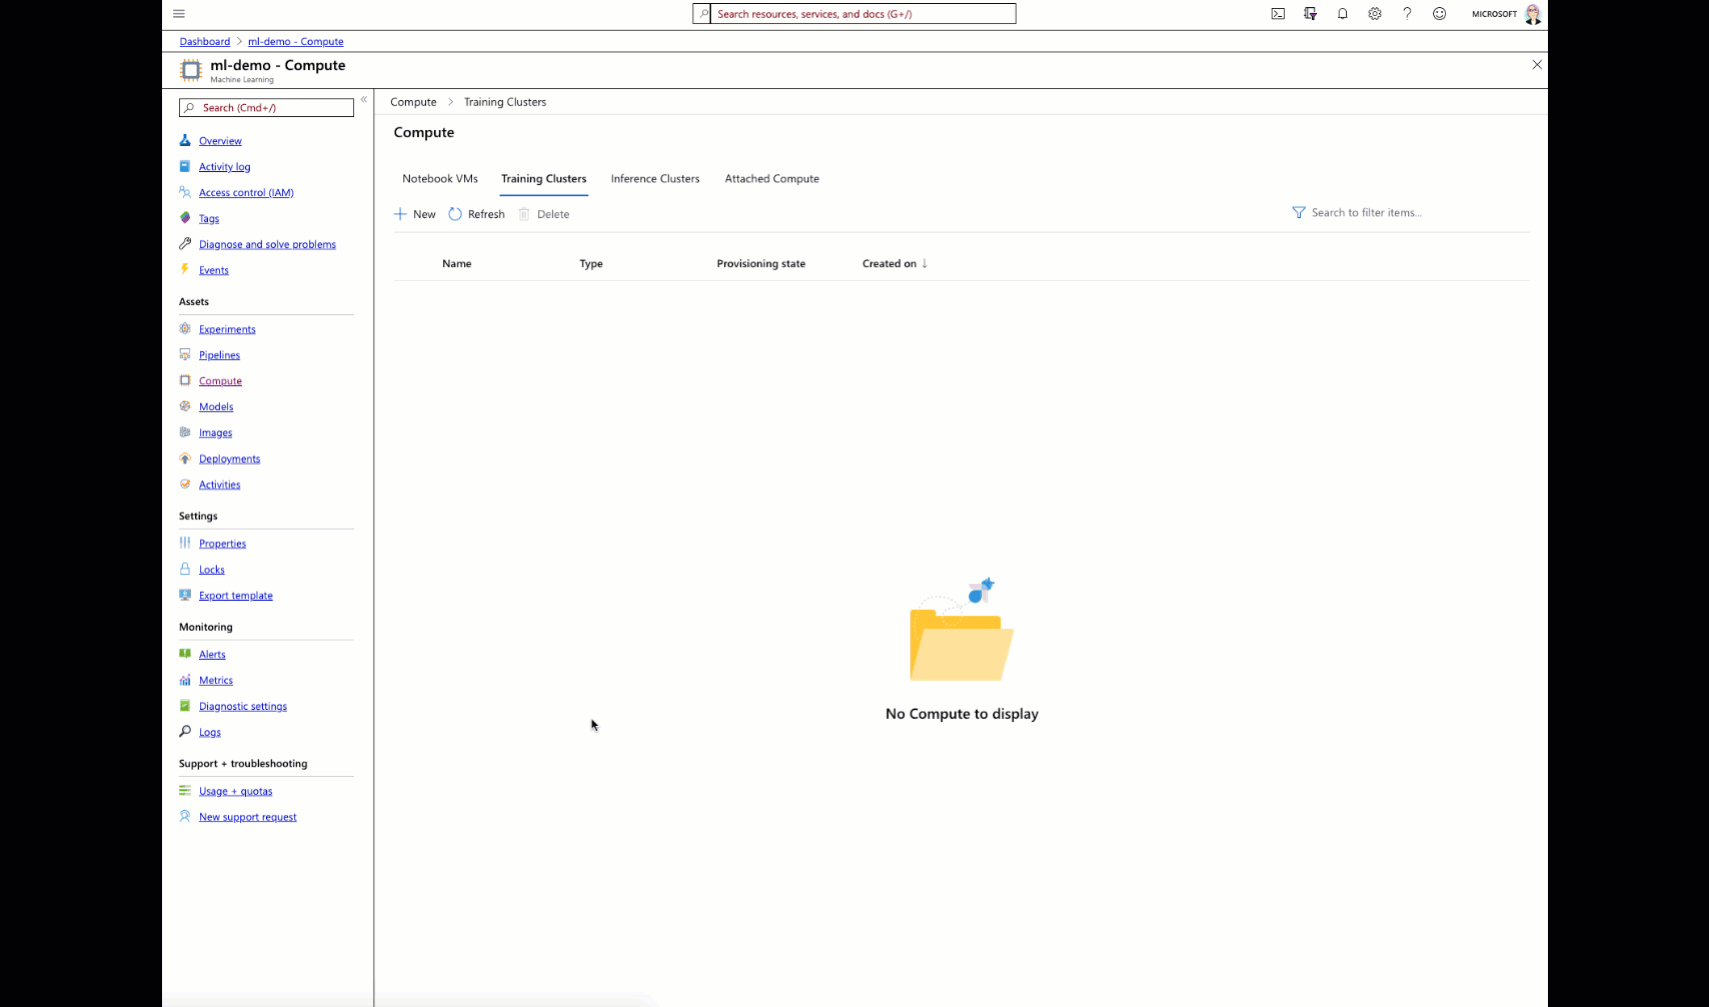 Search resources, services, and docs (G+/)
MICROSOFT
Dashboard > ml-demo - Compute
ml-demo - Compute
Machine Learning
Search (Cmd+/)
«
Overview
Activity log
Access control (IAM)
Tags
Diagnose and solve problems
Events
Assets
Experiments
Pipelines
Compute
Models
Images
Deployments
Activities
Settings
Properties
Locks
Export template
Monitoring
Alerts
Metrics
Diagnostic settings
Logs
Support + troubleshooting
Usage + quotas
New support request
Compute > Training Clusters
Compute
Notebook VMs Training Clusters Inference Clusters Attached Compute
New Refresh Delete
Search to filter items...
Name Type Provisioning state Created on ↓
No Compute to display